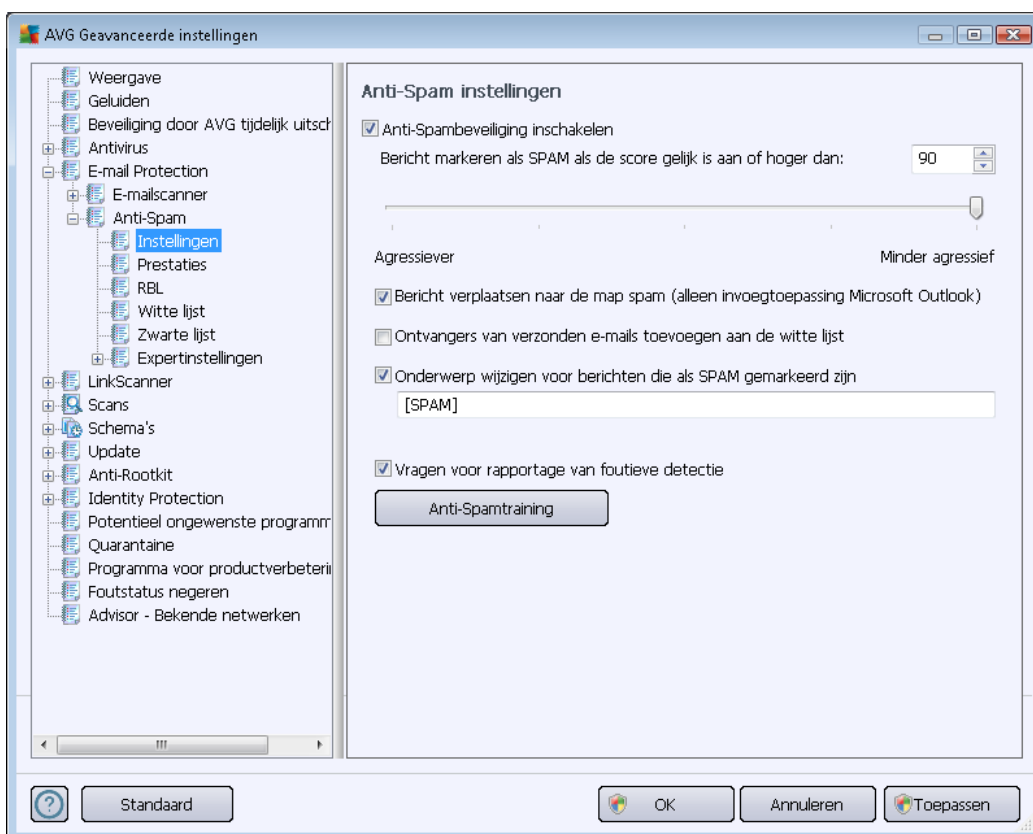 AVG Geavanceerde instellingen
Weergave
Geluiden
Beveiliging door AVG tijdelijk uitsch
Antivirus
E-mail Protection
E-mailscanner
Anti-Spam
Instellingen
Prestaties
RBL
Witte lijst
Zwarte lijst
Expertinstellingen
LinkScanner
Scans
Schema's
Update
Anti-Rootkit
Identity Protection
Potentieel ongewenste programm
Quarantaine
Programma voor productverbeterin
Foutstatus negeren
Advisor - Bekende netwerken
Anti-Spam instellingen
Anti-Spambeveiliging inschakelen
Bericht markeren als SPAM als de score gelijk is aan of hoger dan: 90
Agressiever Minder agressief
Bericht verplaatsen naar de map spam (alleen invoegtoepassing Microsoft Outlook)
Ontvangers van verzonden e-mails toevoegen aan de witte lijst
Onderwerp wijzigen voor berichten die als SPAM gemarkeerd zijn
[SPAM]
Vragen voor rapportage van foutieve detectie
Anti-Spamtraining
? Standaard OK Annuleren Toepassen